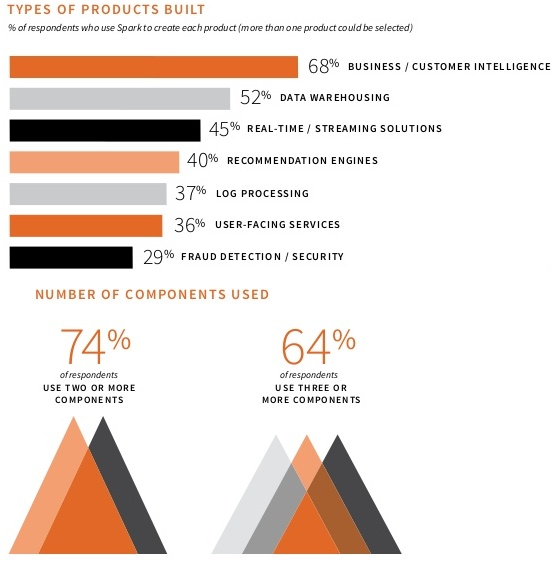 TYPES OF PRODUCTS BUILT
% of respondents who use Spark to create each product (more than one product could be selected)
68% BUSINESS / CUSTOMER INTELLIGENCE
52% DATA WAREHOUSING
45% REAL-TIME / STREAMING SOLUTIONS
40% RECOMMENDATION ENGINES
37% LOG PROCESSING
36% USER-FACING SERVICES
29% FRAUD DETECTION / SECURITY
NUMBER OF COMPONENTS USED
74%
of respondents
USE TWO OR MORE
COMPONENTS
64%
of respondents
USE THREE OR
MORE COMPONENTS